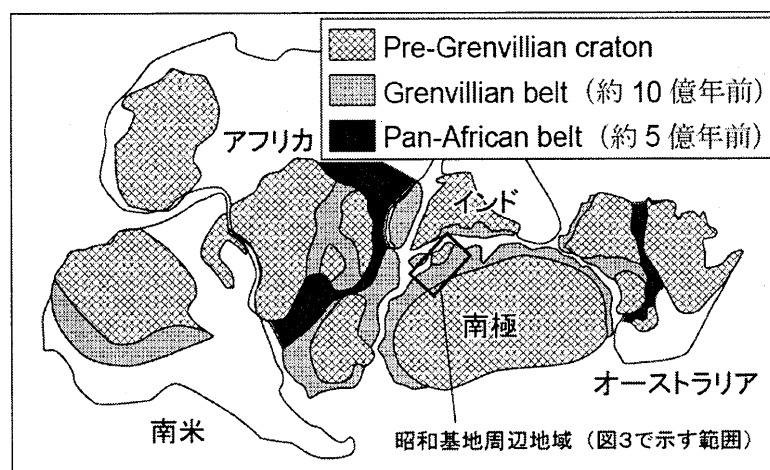 Pre-Grenvillian craton
Grenvillian belt (約 10 億年前)
Pan-African belt (約 5 億年前)
アフリカ
インド
南極
オーストラリア
南米
昭和基地周辺地域(図3で示す範囲)